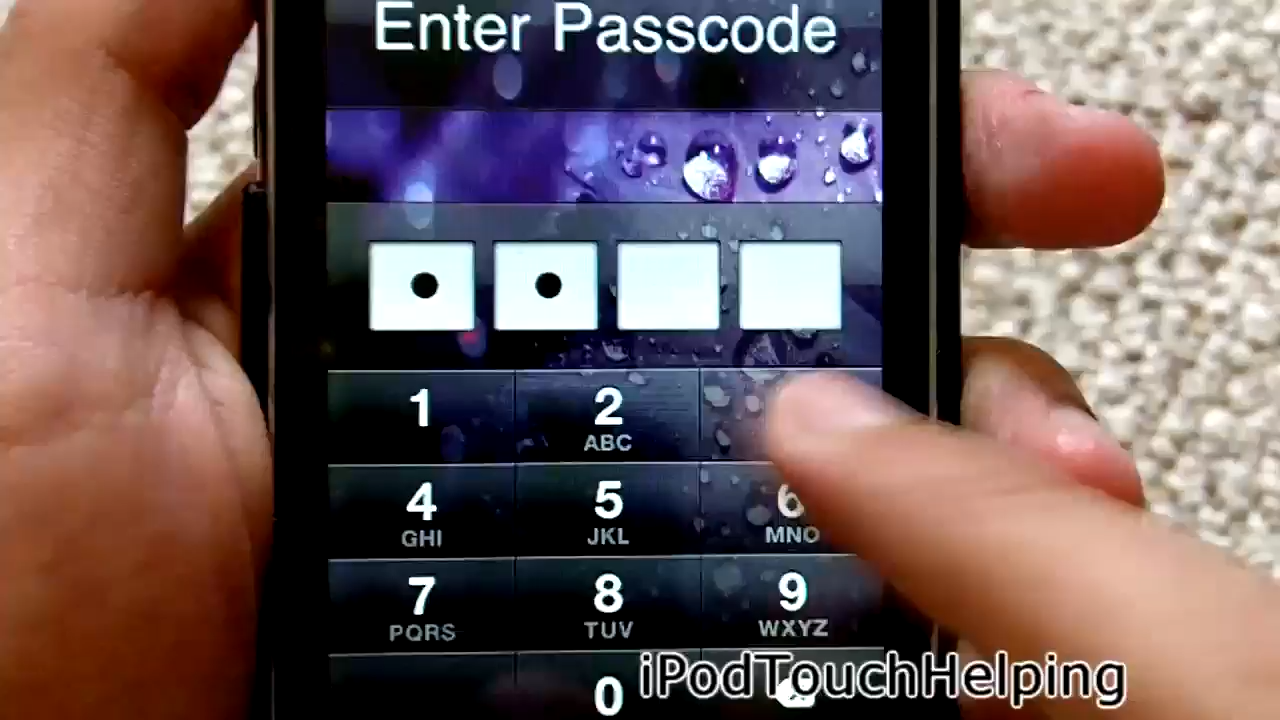 Enter Passcode
1 2 ABC
4 GHI 5 JKL 6 MNO
7 PQRS 8 TUV 9 WXYZ
0
iPodTouchHelping